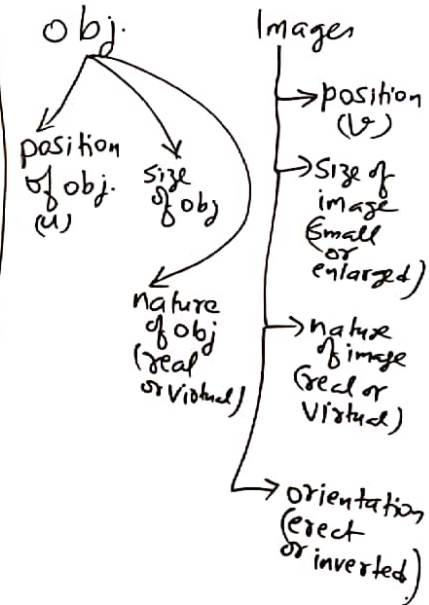 obj.
position
of obj.
(u)
size
of obj
nature
of obj
(real
or virtual)
Images
position
(v)
size of
image
(small
or
enlarged)
nature
of image
(real or
virtual)
orientation
(erect
or inverted)